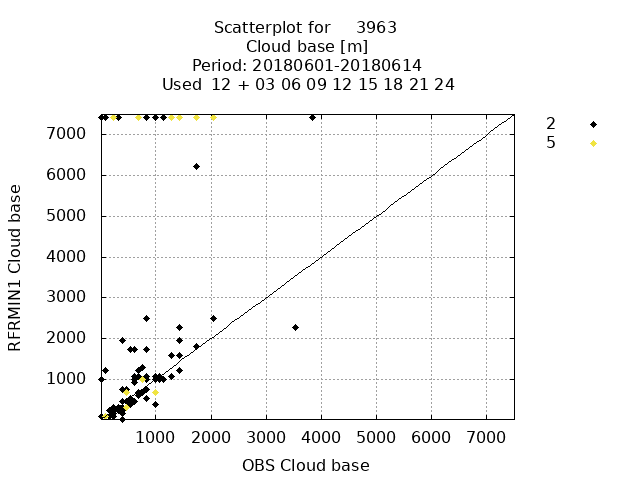 Scatterplot for 3963
Cloud base [m]
Period: 20180601-20180614
Used 12 + 03 06 09 12 15 18 21 24
2
5
7000
6000
5000
4000
3000
2000
1000
RFRMIN1 Cloud base
1000 2000 3000 4000 5000 6000 7000
OBS Cloud base